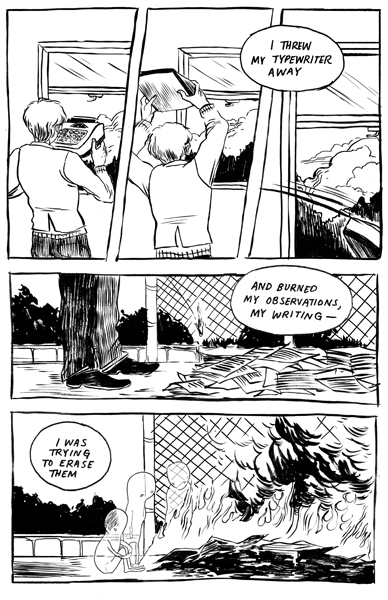 I THREW
MY TYPEWRITER
AWAY
AND BURNED
MY OBSERVATIONS,
MY WRITING—
I WAS
TRYING
TO ERASE
THEM